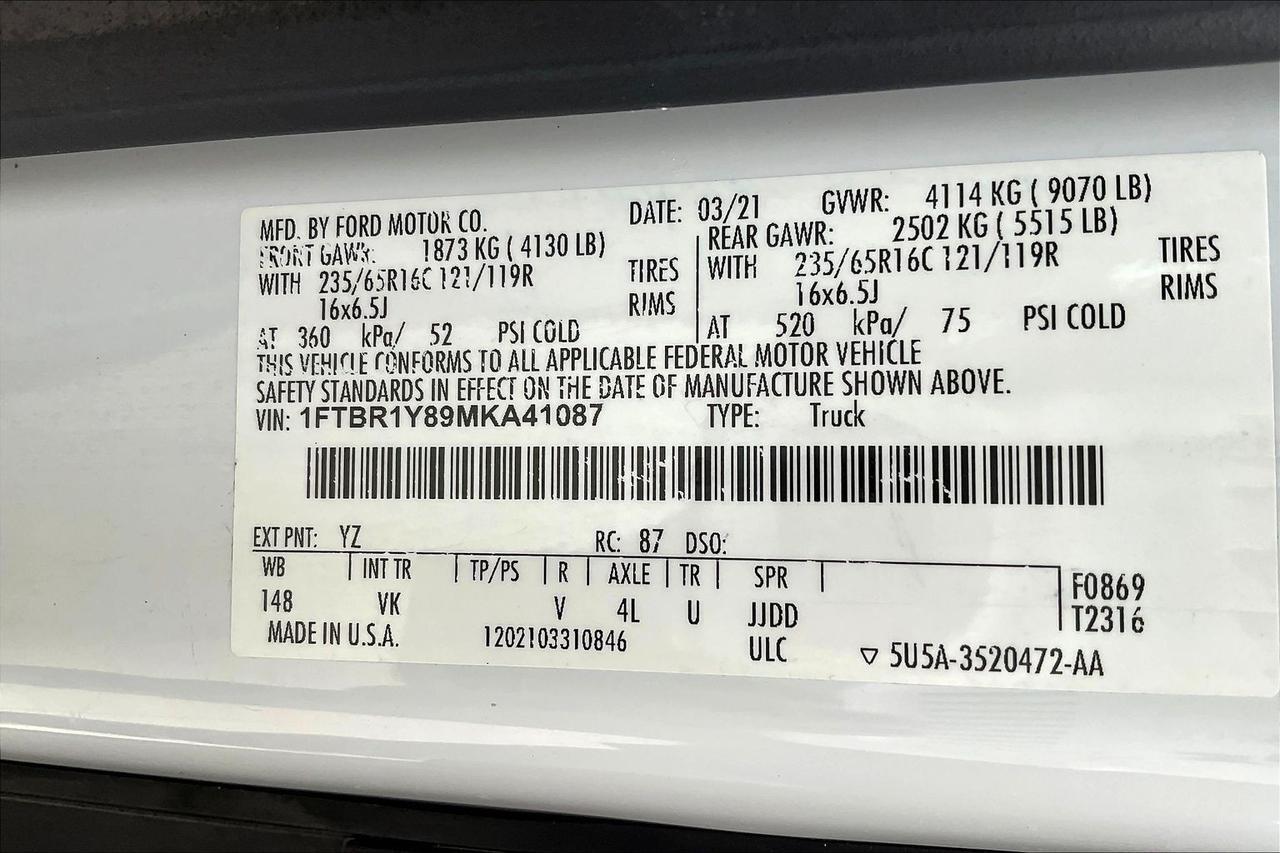 MFD. BY FORD MOTOR CO. DATE: 03/21 GVWR: 4114 KG ( 9070 LB)
FRONT GAWR: 1873 KG ( 4130 LB) REAR GAWR: 2502 KG ( 5515 LB)
WITH 235/65R16C 121/119R TIRES WITH 235/65R16C 121/119R TIRES
16x6.5J RIMS 16x6.5J RIMS
AT 360 kPa/ 52 PSI COLD AT 520 kPa/ 75 PSI COLD
THIS VEHICLE CONFORMS TO ALL APPLICABLE FEDERAL MOTOR VEHICLE
SAFETY STANDARDS IN EFFECT ON THE DATE OF MANUFACTURE SHOWN ABOVE.
VIN: 1FTBR1Y89MKA41087 TYPE: Truck
EXT PNT: YZ RC: 87 DSO:
WB INT TR TP/PS R AXLE TR SPR F0869
148 VK V 4L U JJDD T2316
MADE IN U.S.A. 1202103310846 ULC ▽ 5U5A-3520472-AA